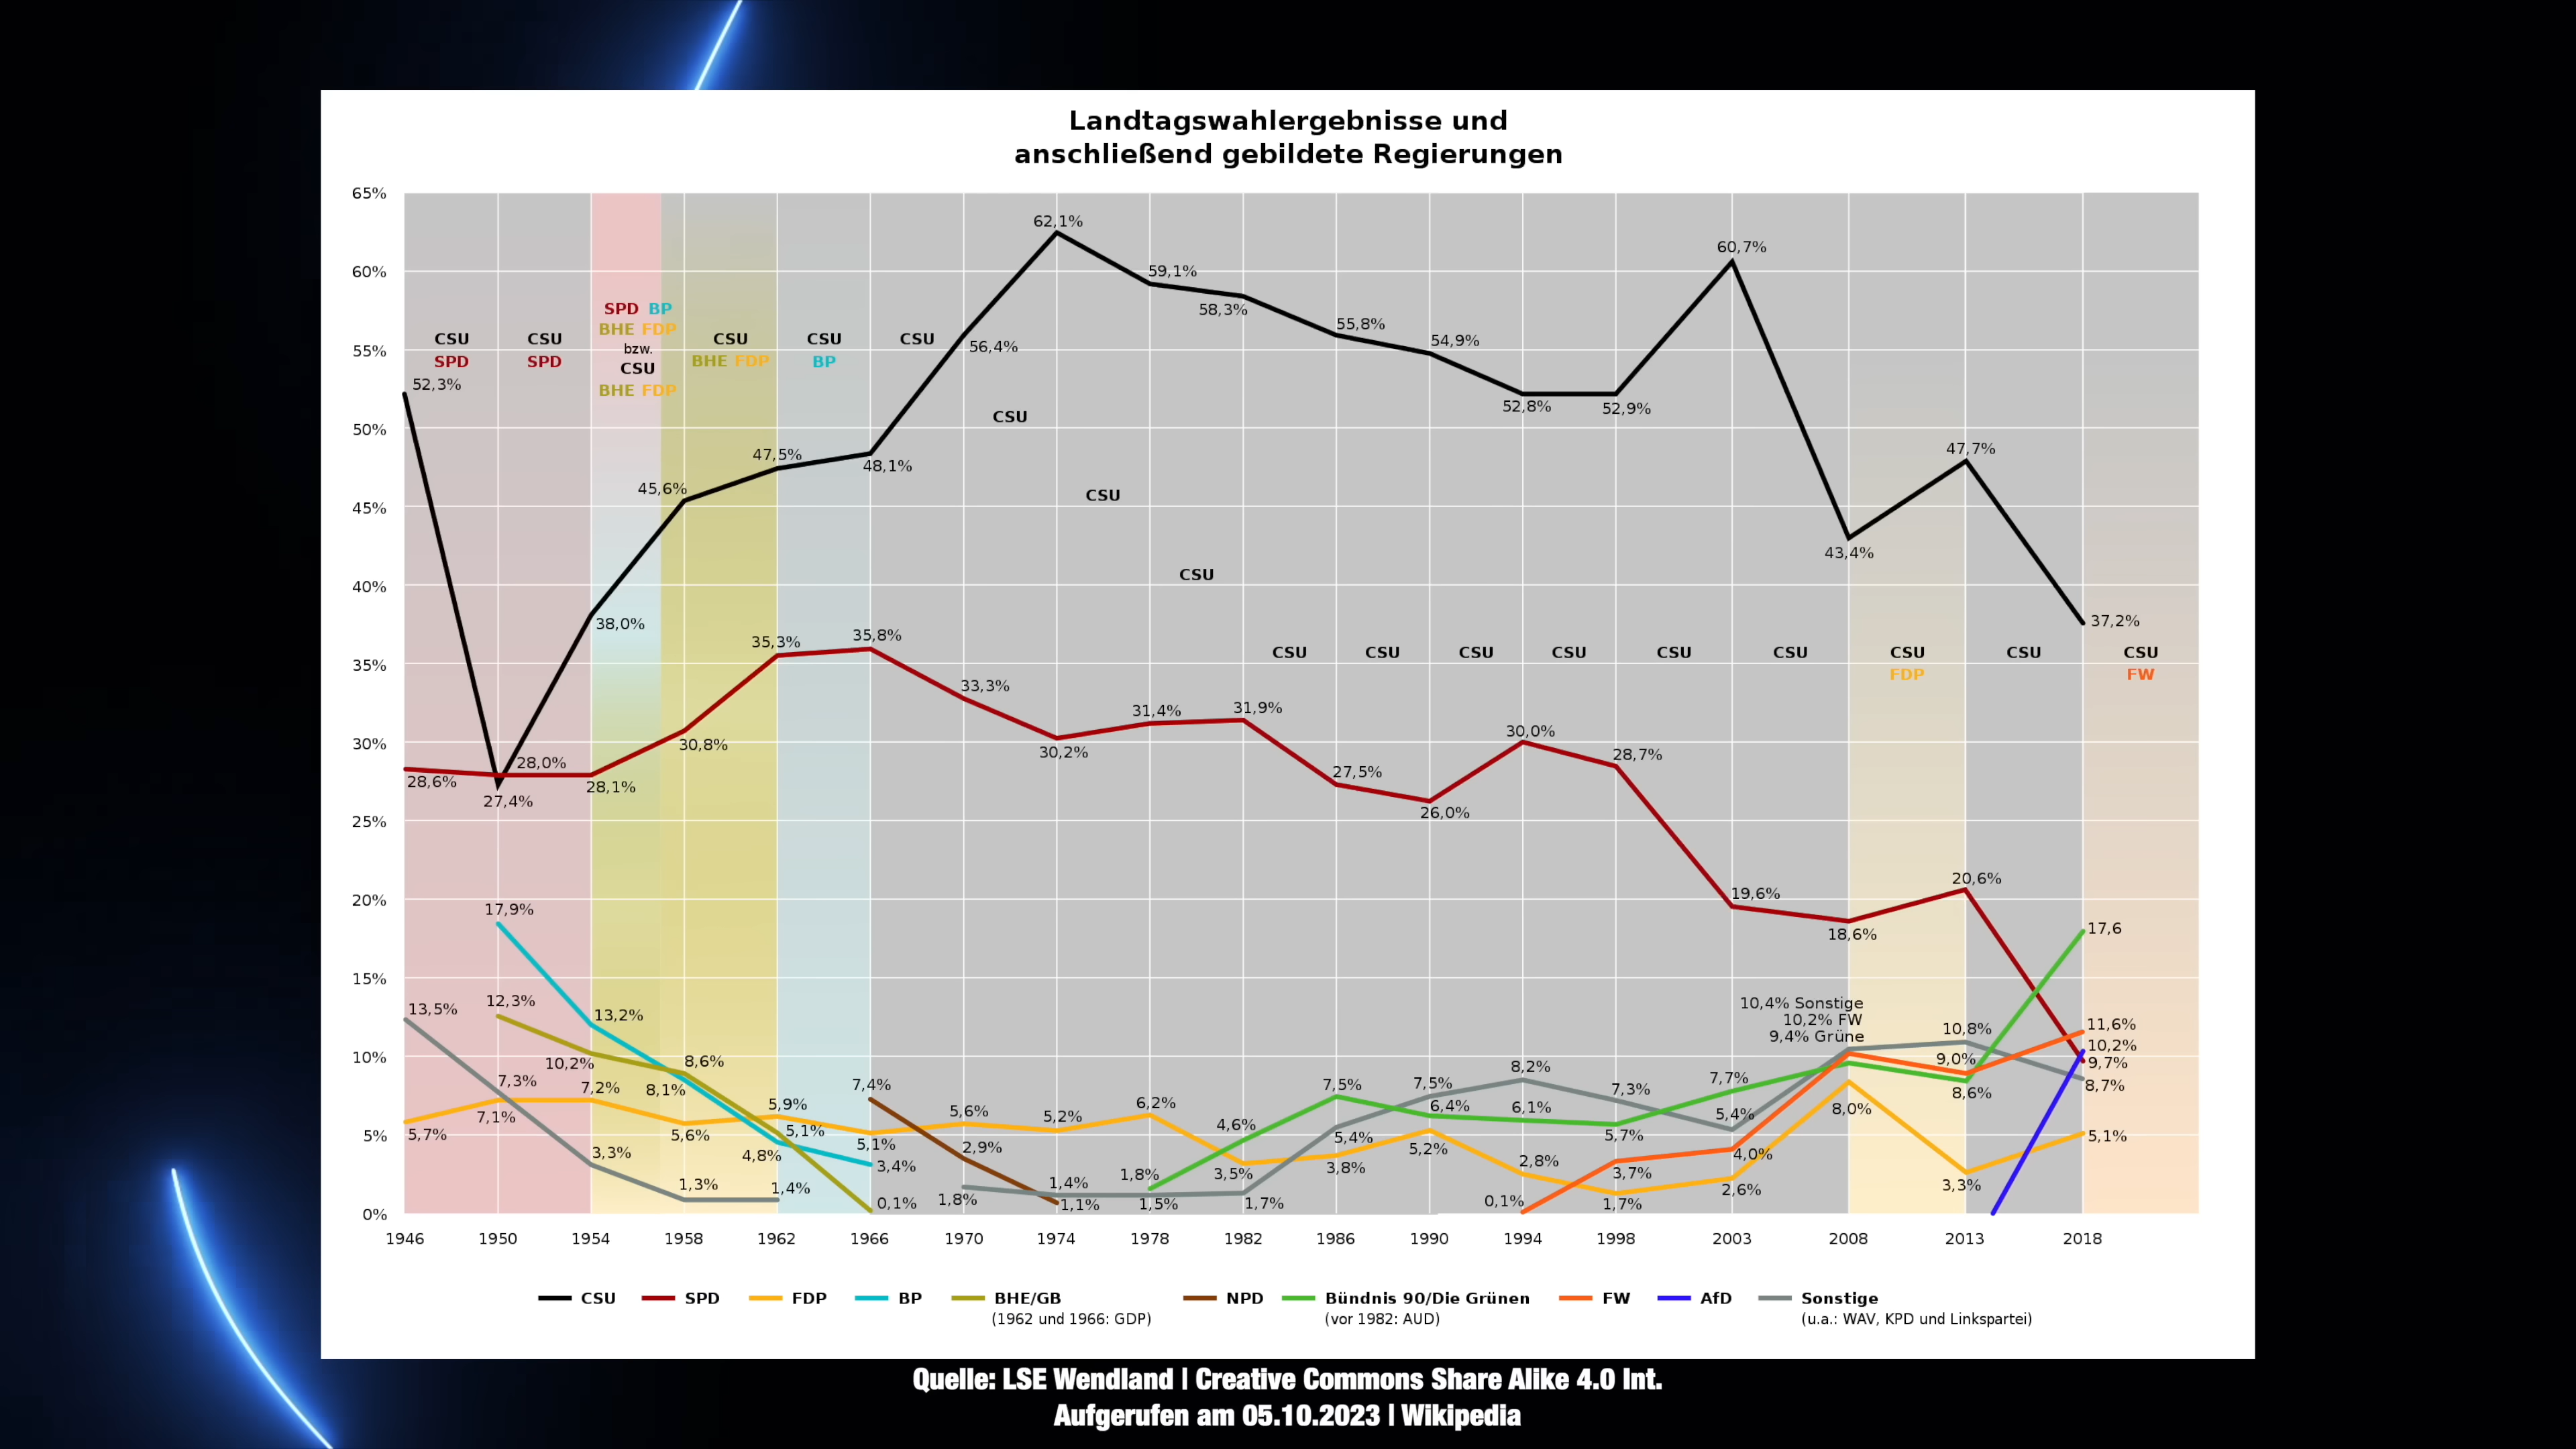 Landtagswahlergebnisse und
anschließend gebildete Regierungen
65%
60%
55%
50%
45%
40%
35%
30%
25%
20%
15%
10%
5%
0%
CSU
SPD
CSU
SPD
SPD BP
BHE FDP
bzw.
CSU
BHE FDP
CSU
BHE FDP
CSU
BP
CSU
CSU
CSU
CSU
CSU
CSU
CSU
CSU
CSU
CSU
CSU
FDP
CSU
CSU
FW
52,3%
27,4%
38,0%
45,6%
47,5%
48,1%
56,4%
62,1%
59,1%
58,3%
55,8%
54,9%
52,8%
52,9%
60,7%
43,4%
47,7%
37,2%
28,6%
28,0%
28,1%
30,8%
35,3%
35,8%
33,3%
30,2%
31,4%
31,9%
27,5%
26,0%
30,0%
28,7%
19,6%
18,6%
20,6%
17,9%
13,2%
12,3%
10,2%
8,6%
8,1%
13,5%
7,3%
7,2%
7,1%
5,7%
3,3%
1,3%
5,6%
5,9%
5,1%
4,8%
1,4%
7,4%
5,1%
3,4%
0,1%
5,6%
2,9%
1,8%
5,2%
1,4%
1,1%
6,2%
1,8%
1,5%
4,6%
3,5%
1,7%
7,5%
5,4%
3,8%
7,5%
6,4%
5,2%
8,2%
6,1%
2,8%
0,1%
7,3%
5,7%
3,7%
1,7%
7,7%
5,4%
4,0%
2,6%
10,4% Sonstige
10,2% FW
9,4% Grüne
8,0%
10,8%
9,0%
8,6%
3,3%
17,6
11,6%
10,2%
9,7%
8,7%
5,1%
1946 1950 1954 1958 1962 1966 1970 1974 1978 1982 1986 1990 1994 1998 2003 2008 2013 2018
CSU SPD FDP BP BHE/GB NPD Bündnis 90/Die Grünen FW AfD Sonstige
(1962 und 1966: GDP) (vor 1982: AUD) (u.a.: WAV, KPD und Linkspartei)
Quelle: LSE Wendland | Creative Commons Share Alike 4.0 Int.
Aufgerufen am 05.10.2023 | Wikipedia